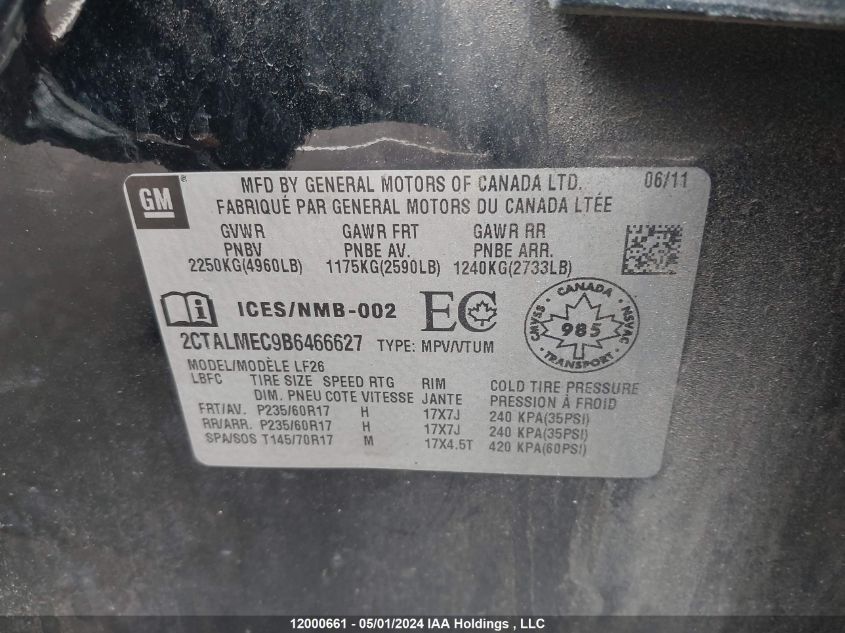 GM
MFD BY GENERAL MOTORS OF CANADA LTD. 06/11
FABRIQUÉ PAR GENERAL MOTORS DU CANADA LTÉE
GVWR GAWR FRT GAWR RR
PNBV PNBE AV. PNBE ARR.
2250KG(4960LB) 1175KG(2590LB) 1240KG(2733LB)
ICES/NMB-002 EC
CANADA
CMVSS 985 NSVAC
TRANSPORT
2CTALMEC9B6466627 TYPE: MPV/VTUM
MODEL/MODÈLE LF26
LBFC TIRE SIZE SPEED RTG RIM COLD TIRE PRESSURE
DIM. PNEU COTE VITESSE JANTE PRESSION À FROID
FRT/AV. P235/60R17 H 17X7J 240 KPA(35PSI)
RR/ARR. P235/60R17 H 17X7J 240 KPA(35PSI)
SPA/SOS T145/70R17 M 17X4.5T 420 KPA(60PSI)
12000661 - 05/01/2024 IAA Holdings , LLC